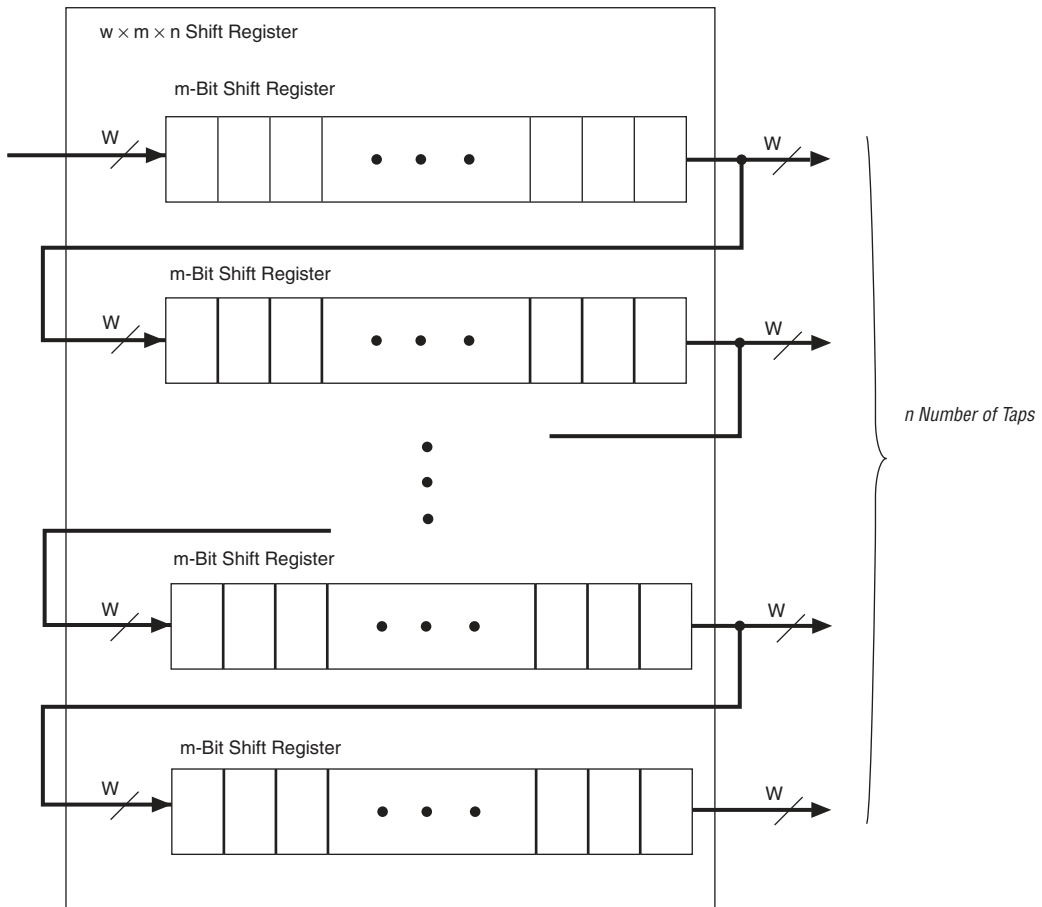 w × m × n Shift Register
m-Bit Shift Register
W
W
m-Bit Shift Register
W
W
n Number of Taps
m-Bit Shift Register
W
W
m-Bit Shift Register
W
W